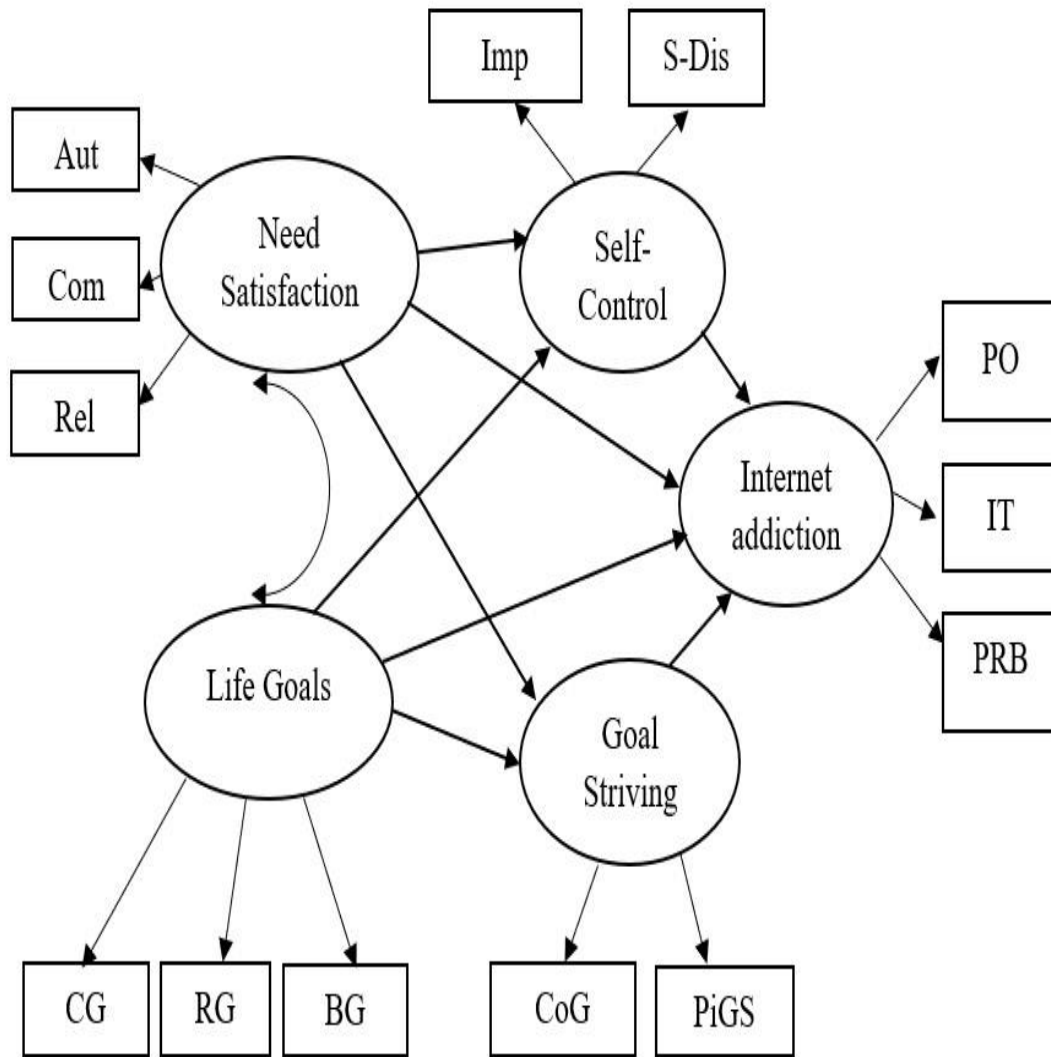 Imp
S-Dis
Aut
Need
Satisfaction
Self-
Control
Com
Rel
PO
Internet
addiction
IT
PRB
Life Goals
Goal
Striving
CG
RG
BG
CoG
PiGS